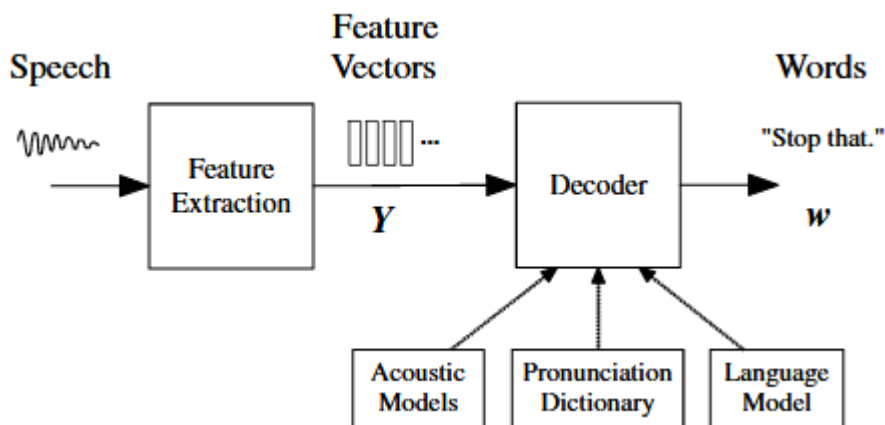 Speech
Feature
Vectors
Words
Feature
Extraction
...
Y
Decoder
"Stop that."
w
Acoustic
Models
Pronunciation
Dictionary
Language
Model